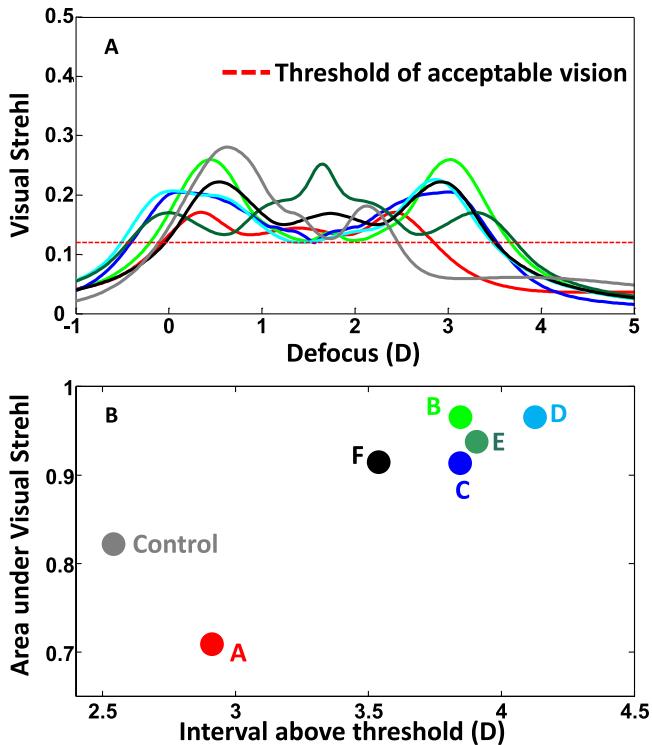 0.5
A
Threshold of acceptable vision
0.4
0.3
0.2
0.1
0
Visual Strehl
-1 0 1 2 3 4 5
Defocus (D)
1
B
B
D
E
F
C
0.9
Control
0.8
A
0.7
Area under Visual Strehl
2.5 3 3.5 4 4.5
Interval above threshold (D)